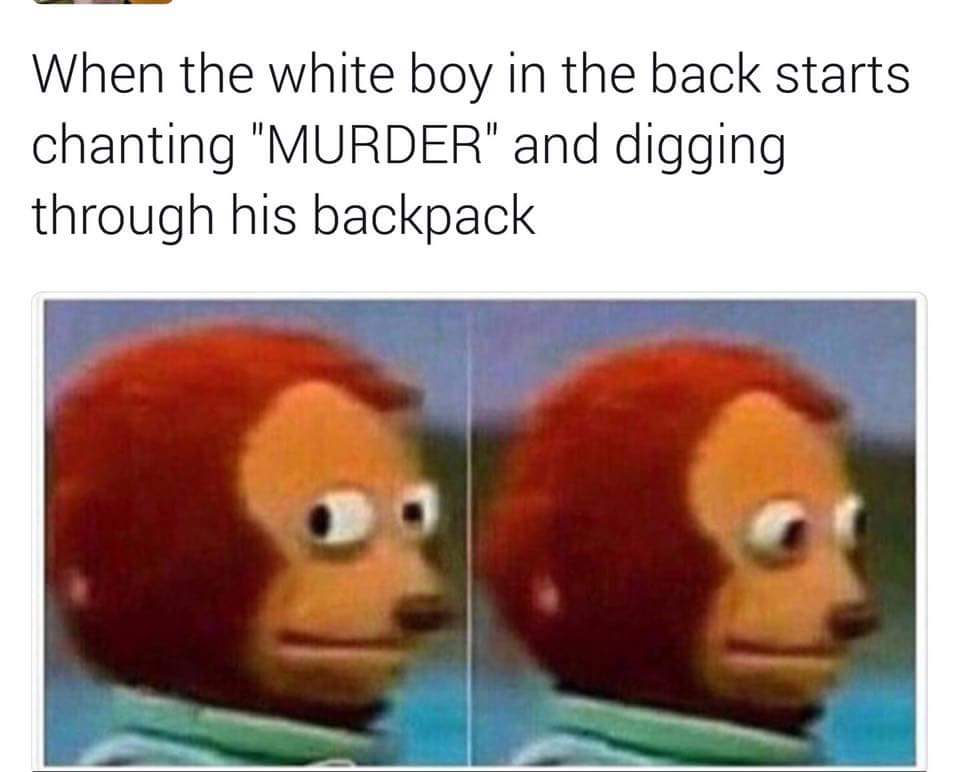 When the white boy in the back starts
chanting "MURDER" and digging
through his backpack